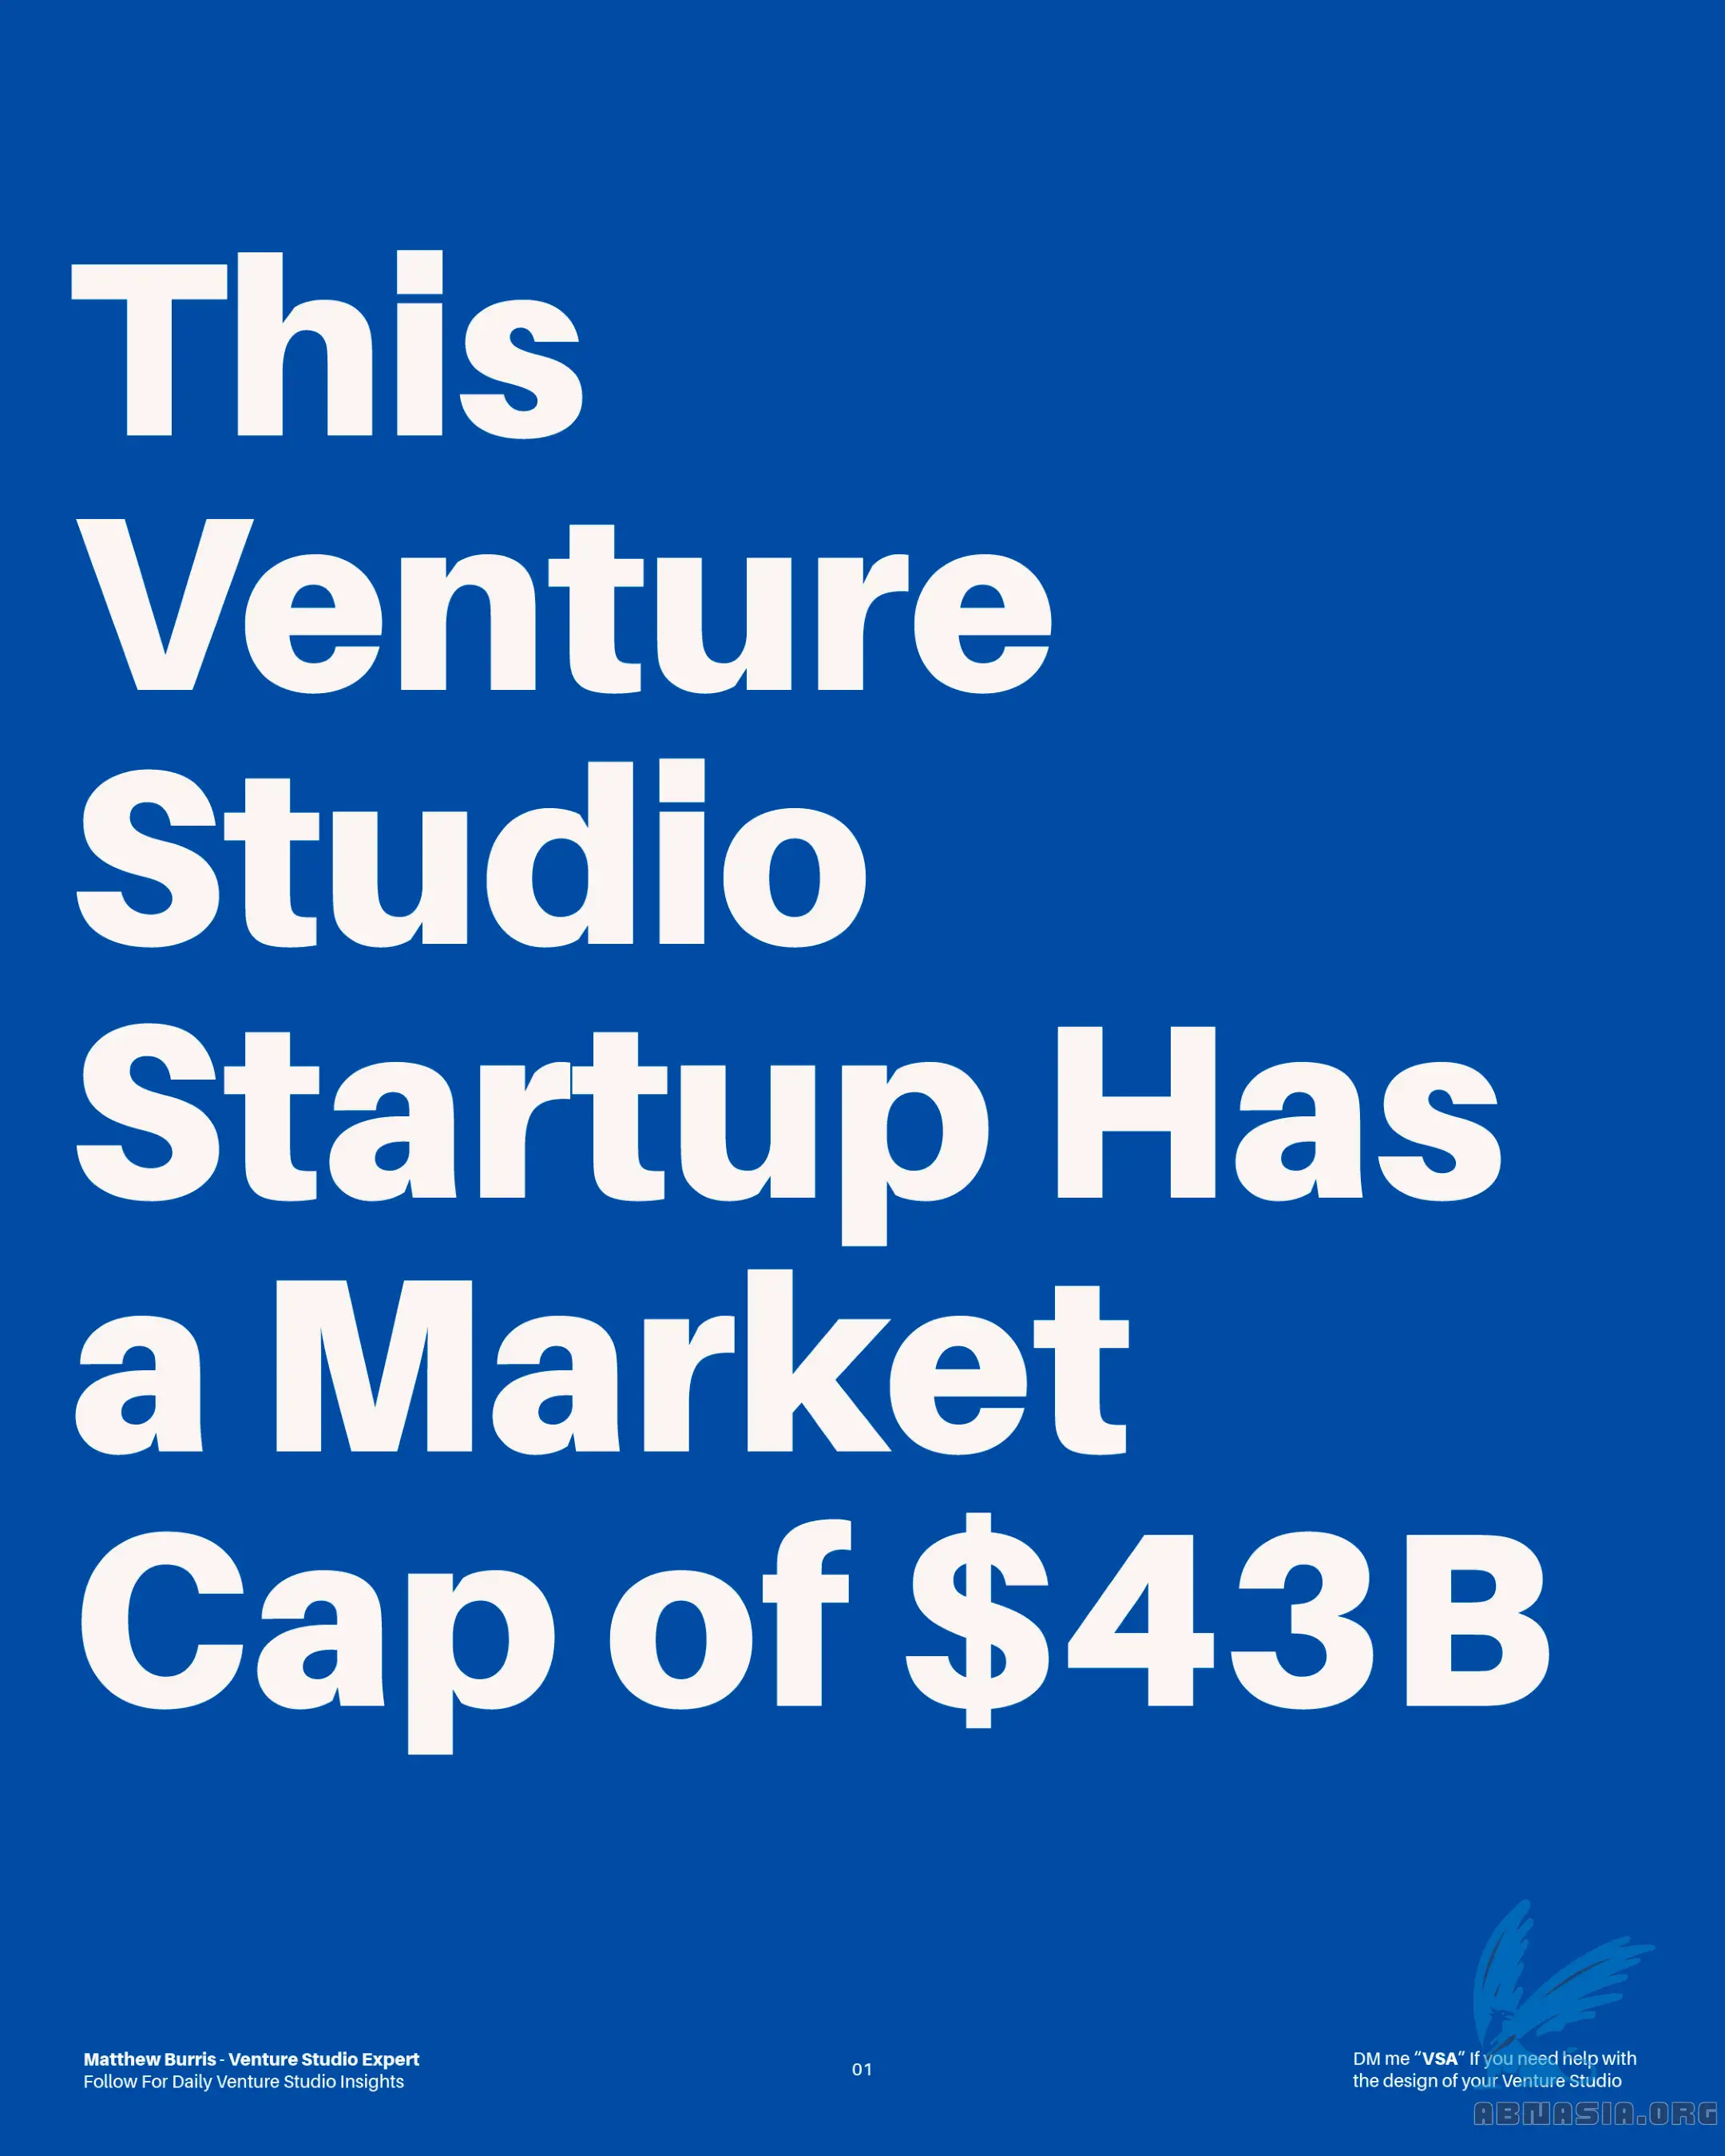 This
Venture
Studio
Startup Has
a Market
Cap of $43B
Matthew Burris - Venture Studio Expert
Follow For Daily Venture Studio Insights
01
DM me “VSA” If you need help with
the design of your Venture Studio
ABNASIA.ORG